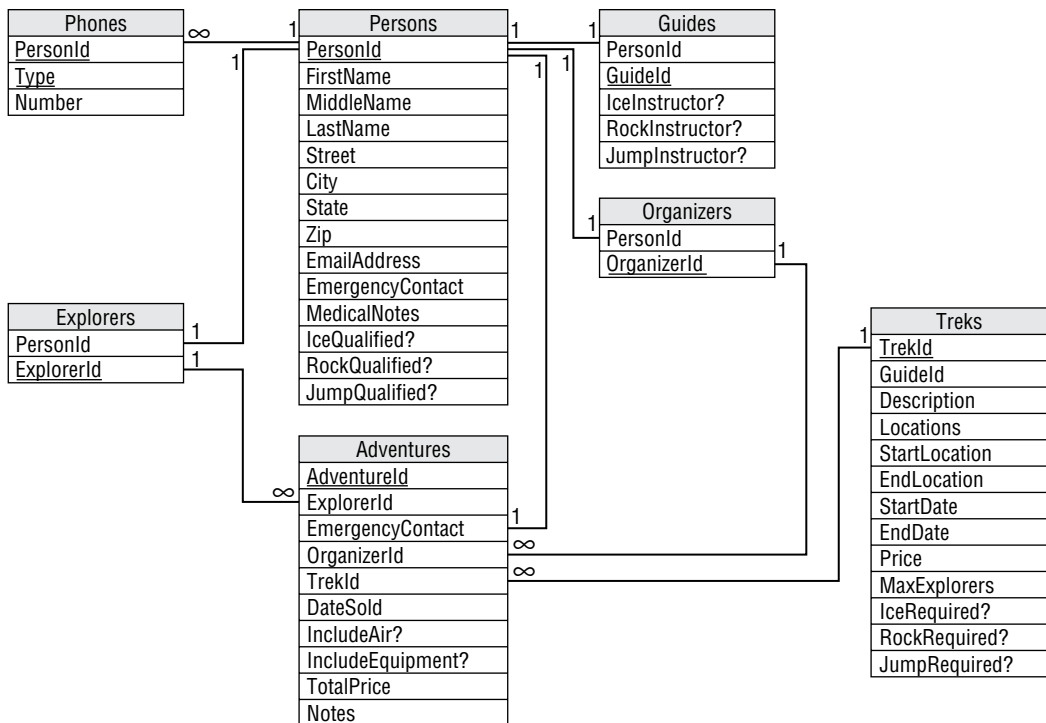 Phones
PersonId
Type
Number
∞
1
1
Persons
PersonId
FirstName
MiddleName
LastName
Street
City
State
Zip
EmailAddress
EmergencyContact
MedicalNotes
IceQualified?
RockQualified?
JumpQualified?
1
1
1
1
Guides
PersonId
GuideId
IceInstructor?
RockInstructor?
JumpInstructor?
1
Organizers
PersonId
OrganizerId
1
Explorers
PersonId
ExplorerId
1
1
∞
Adventures
AdventureId
ExplorerId
EmergencyContact
OrganizerId
TrekId
DateSold
IncludeAir?
IncludeEquipment?
TotalPrice
Notes
1
∞
∞
1
Treks
TrekId
GuideId
Description
Locations
StartLocation
EndLocation
StartDate
EndDate
Price
MaxExplorers
IceRequired?
RockRequired?
JumpRequired?